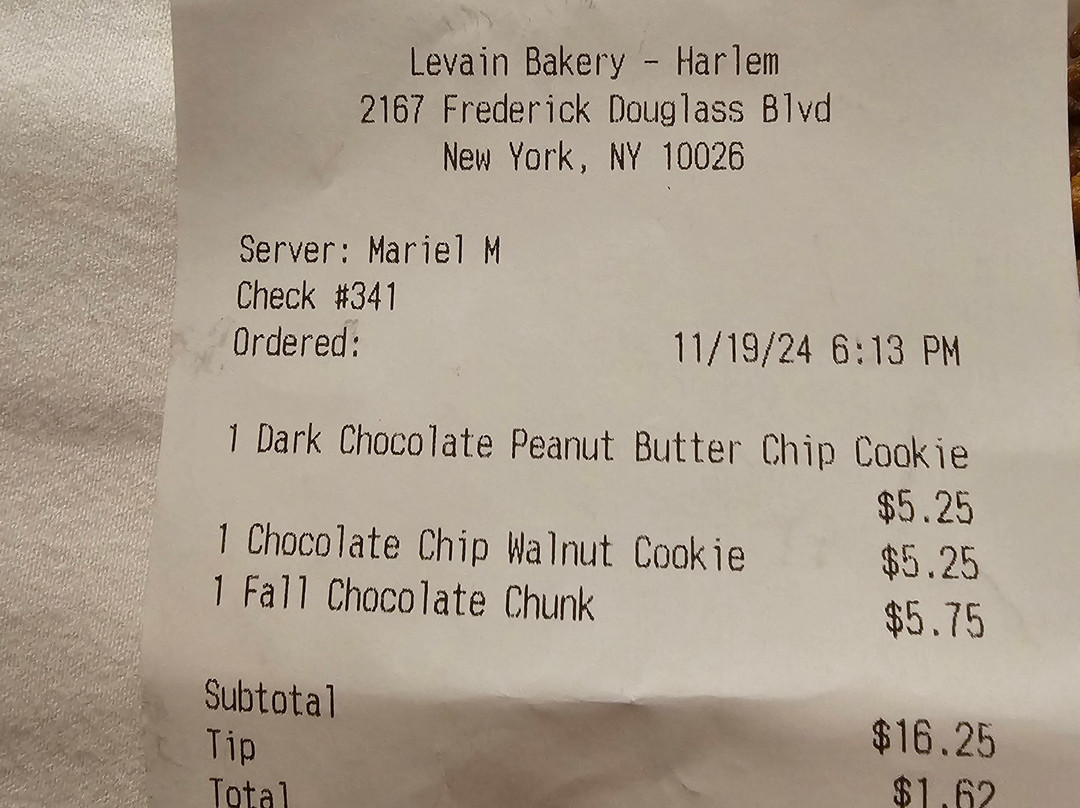 Levain Bakery - Harlem
2167 Frederick Douglass Blvd
New York, NY 10026
Server: Mariel M
Check #341
Ordered: 11/19/24 6:13 PM
1 Dark Chocolate Peanut Butter Chip Cookie
$5.25
1 Chocolate Chip Walnut Cookie $5.25
1 Fall Chocolate Chunk $5.75
Subtotal $16.25
Tip $1.62
Total